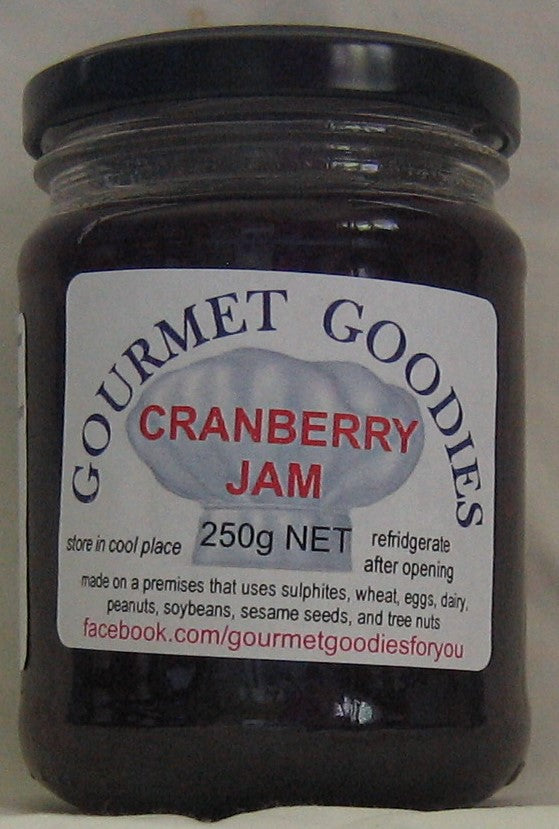 GOURMET GOODIES
CRANBERRY
JAM
250g NET
store in cool place
refridgerate
after opening
made on a premises that uses sulphites, wheat, eggs, dairy,
peanuts, soybeans, sesame seeds, and tree nuts
facebook.com/gourmetgoodiesforyou